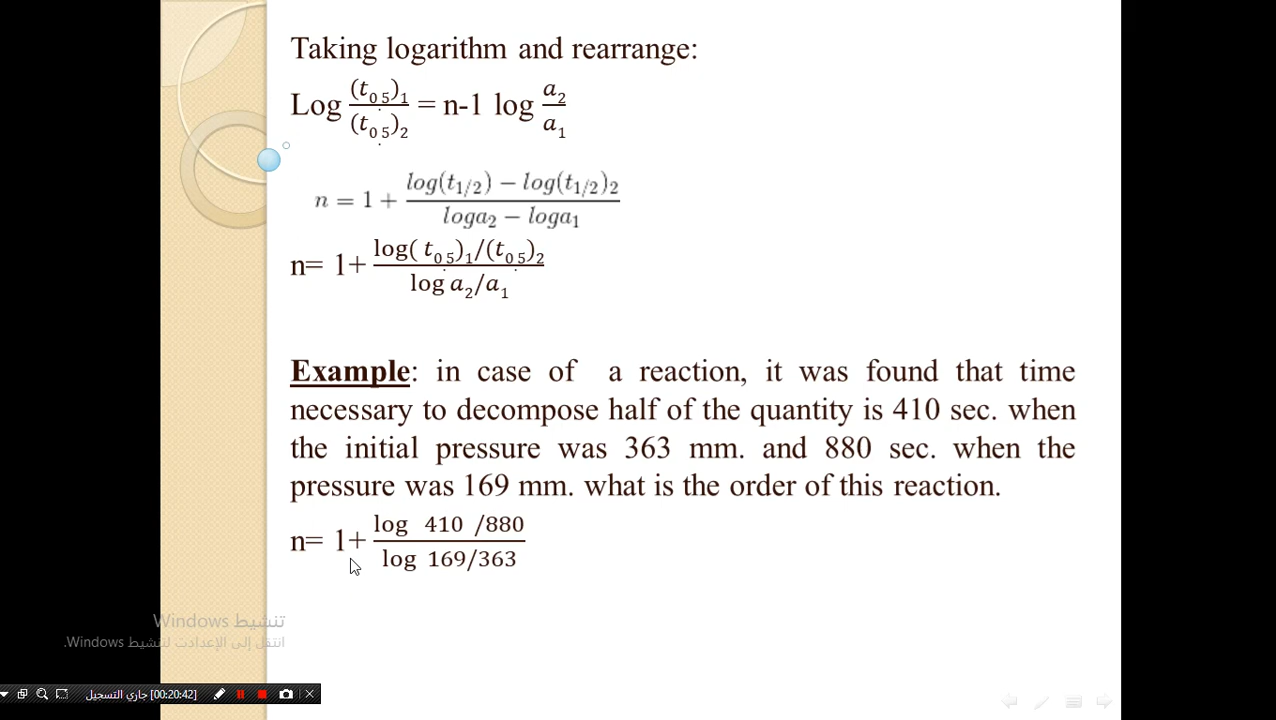 Taking logarithm and rearrange:
Log (t₀.₅)₁/(t₀.₅)₂ = n-1 log a₂/a₁
n = 1 + log(t₁/₂) − log(t₁/₂)₂ / loga₂ − loga₁
n= 1+ log( t₀.₅)₁/(t₀.₅)₂ / log a₂/a₁
Example: in case of a reaction, it was found that time
necessary to decompose half of the quantity is 410 sec. when
the initial pressure was 363 mm. and 880 sec. when the
pressure was 169 mm. what is the order of this reaction.
n= 1+ log 410 /880 / log 169/363
تنشيط Windows
انتقل إلى الإعدادات لتنشيط Windows.
جاري التسجيل [00:20:42]